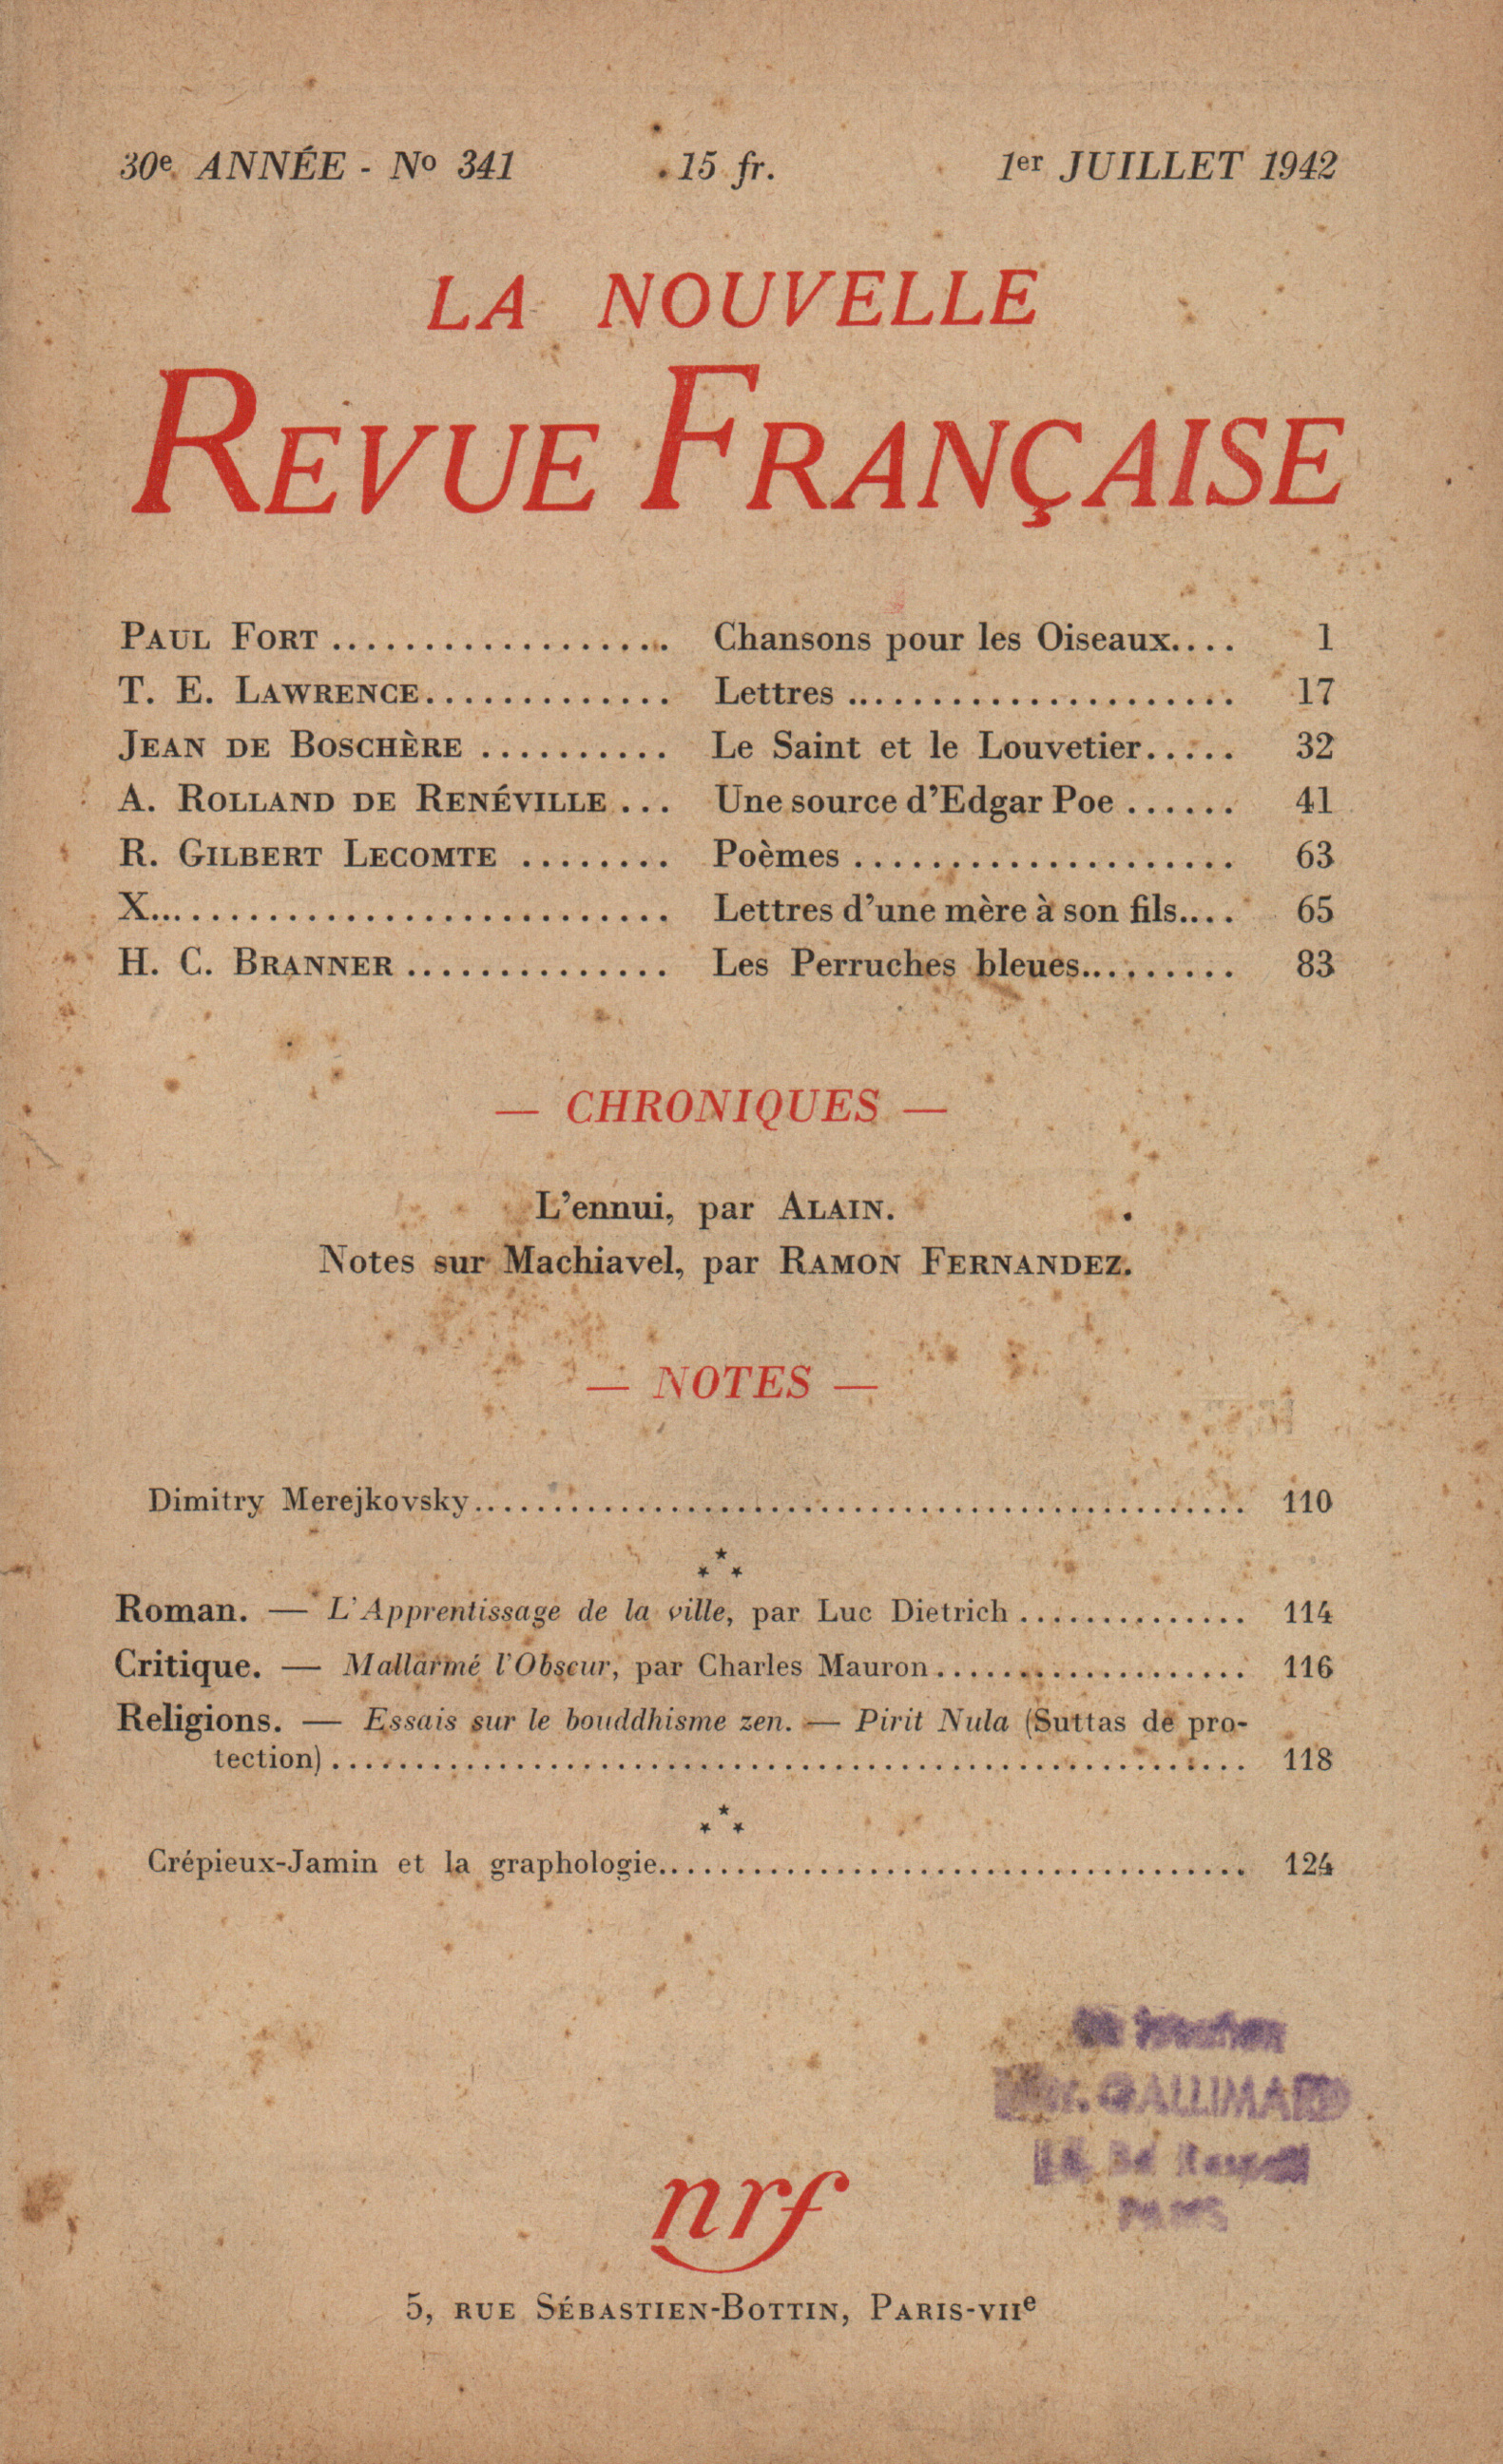 30e ANNÉE - No 341 15 fr. 1er JUILLET 1942
LA NOUVELLE
REVUE FRANÇAISE
PAUL FORT .................. Chansons pour les Oiseaux.... 1
T. E. LAWRENCE.............. Lettres ...................... 17
JEAN DE BOSCHÈRE .......... Le Saint et le Louvetier..... 32
A. ROLLAND DE RENÉVILLE ... Une source d'Edgar Poe ...... 41
R. GILBERT LECOMTE ........ Poèmes ..................... 63
X............................. Lettres d'une mère à son fils.... 65
H. C. BRANNER .............. Les Perruches bleues......... 83
— CHRONIQUES —
L'ennui, par ALAIN.
Notes sur Machiavel, par RAMON FERNANDEZ.
— NOTES —
Dimitry Merejkovsky............................................... 110
Roman. — L'Apprentissage de la ville, par Luc Dietrich .............. 114
Critique. — Mallarmé l'Obscur, par Charles Mauron................... 116
Religions. — Essais sur le bouddhisme zen. — Pirit Nula (Suttas de pro-
tection) ....................................................... 118
Crépieux-Jamin et la graphologie.................................... 124
GALLIMARD
PARIS
nrf
5, RUE SÉBASTIEN-BOTTIN, PARIS-VIIe